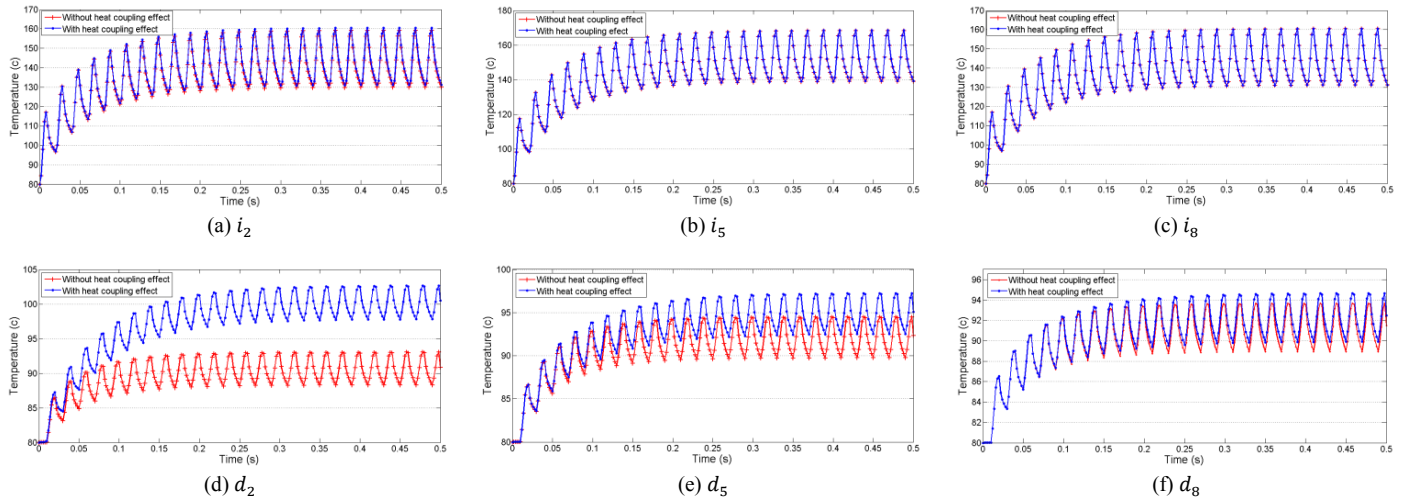 170
160
150
140
130
120
110
100
90
80
Temperature (c)
Without heat coupling effect
With heat coupling effect
0 0.05 0.1 0.15 0.2 0.25 0.3 0.35 0.4 0.45 0.5
Time (s)
(a) i2
180
160
140
120
100
80
Temperature (c)
Without heat coupling effect
With heat coupling effect
0 0.05 0.1 0.15 0.2 0.25 0.3 0.35 0.4 0.45 0.5
Time (s)
(b) i5
170
160
150
140
130
120
110
100
90
80
Temperature (c)
Without heat coupling effect
With heat coupling effect
0 0.05 0.1 0.15 0.2 0.25 0.3 0.35 0.4 0.45 0.5
Time (s)
(c) i8
105
100
95
90
85
80
Temperature (c)
Without heat coupling effect
With heat coupling effect
0 0.05 0.1 0.15 0.2 0.25 0.3 0.35 0.4 0.45 0.5
Time (s)
(d) d2
100
95
90
85
80
Temperature (c)
Without heat coupling effect
With heat coupling effect
0 0.05 0.1 0.15 0.2 0.25 0.3 0.35 0.4 0.45 0.5
Time (s)
(e) d5
96
94
92
90
88
86
84
82
80
Temperature (c)
Without heat coupling effect
With heat coupling effect
0 0.05 0.1 0.15 0.2 0.25 0.3 0.35 0.4 0.45 0.5
Time (s)
(f) d8